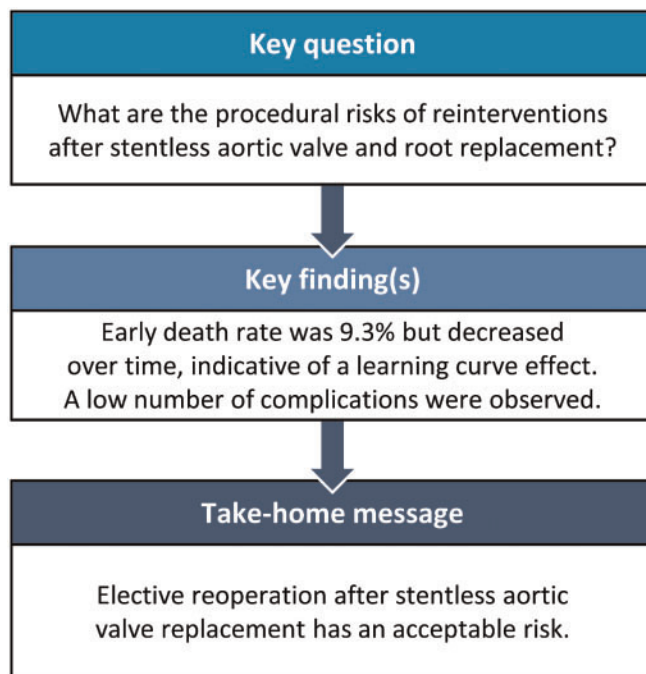 Key question
What are the procedural risks of reinterventions
after stentless aortic valve and root replacement?
Key finding(s)
Early death rate was 9.3% but decreased
over time, indicative of a learning curve effect.
A low number of complications were observed.
Take-home message
Elective reoperation after stentless aortic
valve replacement has an acceptable risk.